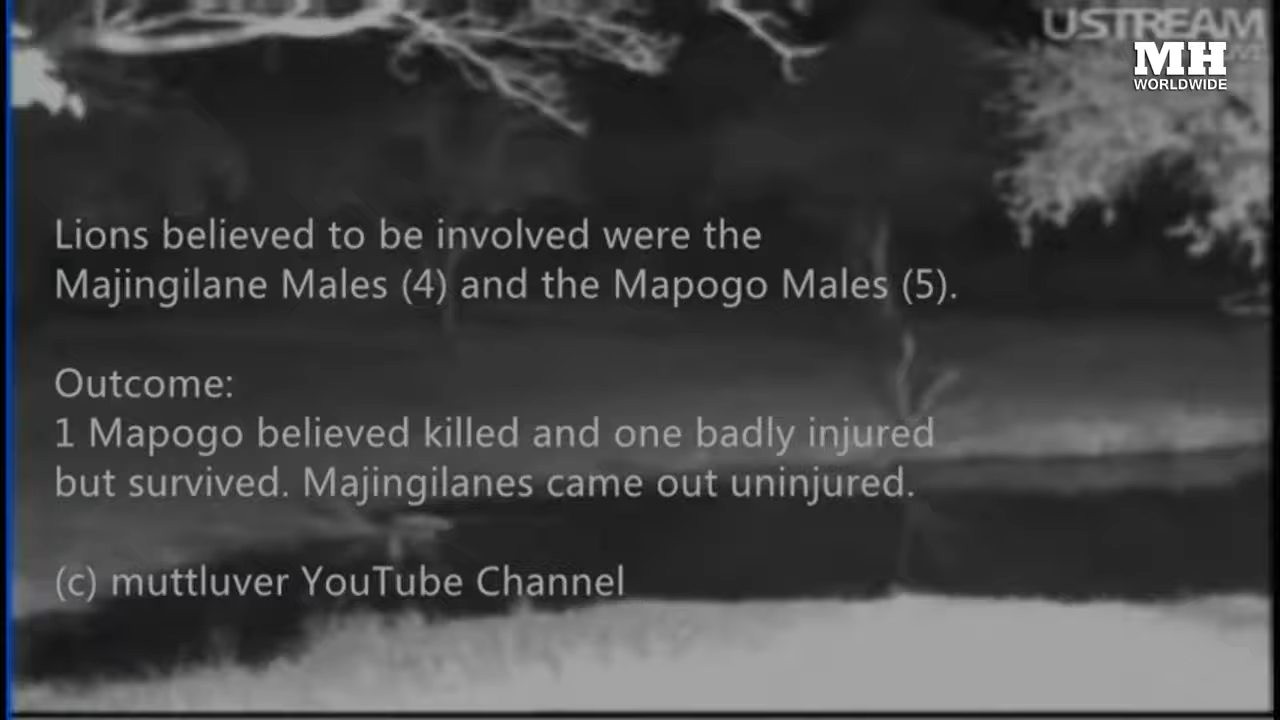 USTREAM
MH
WORLDWIDE
Lions believed to be involved were the
Majingilane Males (4) and the Mapogo Males (5).
Outcome:
1 Mapogo believed killed and one badly injured
but survived. Majingilanes came out uninjured.
(c) muttluver YouTube Channel